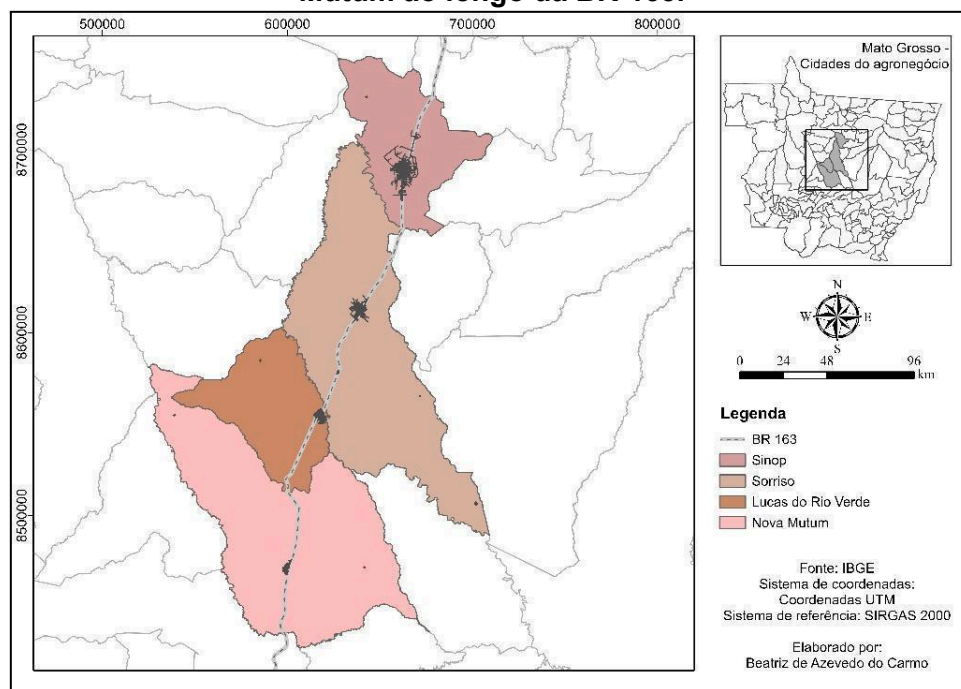 Mutum ao longo da BR-163.
500000
600000
700000
800000
8700000
8600000
8500000
Mato Grosso -
Cidades do agronegócio
N
W E
S
0 24 48 96
km
Legenda
BR 163
Sinop
Sorriso
Lucas do Rio Verde
Nova Mutum
Fonte: IBGE
Sistema de coordenadas:
Coordenadas UTM
Sistema de referência: SIRGAS 2000
Elaborado por:
Beatriz de Azevedo do Carmo